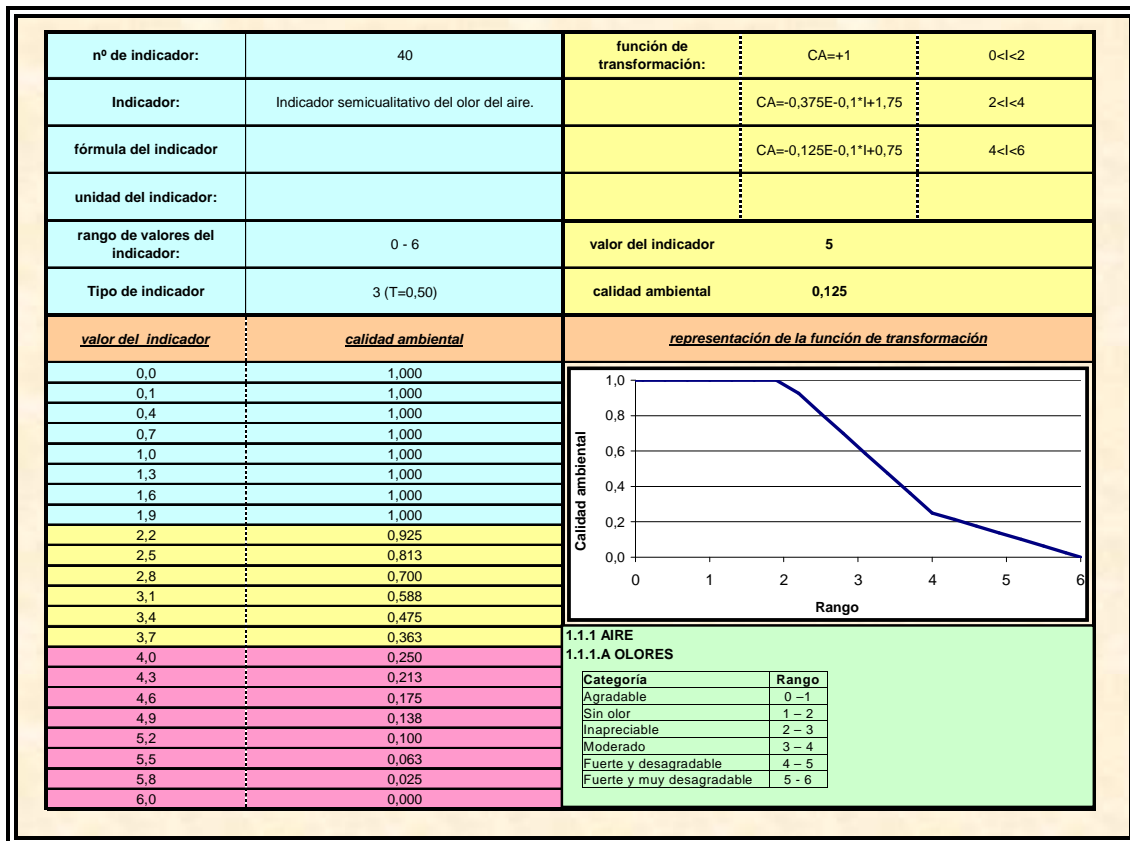 nº de indicador: 40 función de transformación: CA=+1 0<I<2
Indicador: Indicador semicualitativo del olor del aire. CA=-0,375E-0,1*I+1,75 2<I<4
fórmula del indicador CA=-0,125E-0,1*I+0,75 4<I<6
unidad del indicador:
rango de valores del indicador: 0 - 6 valor del indicador 5
Tipo de indicador 3 (T=0,50) calidad ambiental 0,125
valor del indicador calidad ambiental representación de la función de transformación
0,0 1,000
0,1 1,000
0,4 1,000
0,7 1,000
1,0 1,000
1,3 1,000
1,6 1,000
1,9 1,000
2,2 0,925
2,5 0,813
2,8 0,700
3,1 0,588
3,4 0,475
3,7 0,363
4,0 0,250
4,3 0,213
4,6 0,175
4,9 0,138
5,2 0,100
5,5 0,063
5,8 0,025
6,0 0,000
Calidad ambiental
1,0
0,8
0,6
0,4
0,2
0,0
0 1 2 3 4 5 6
Rango
1.1.1 AIRE
1.1.1.A OLORES
Categoría Rango
Agradable 0 –1
Sin olor 1 – 2
Inapreciable 2 – 3
Moderado 3 – 4
Fuerte y desagradable 4 – 5
Fuerte y muy desagradable 5 - 6